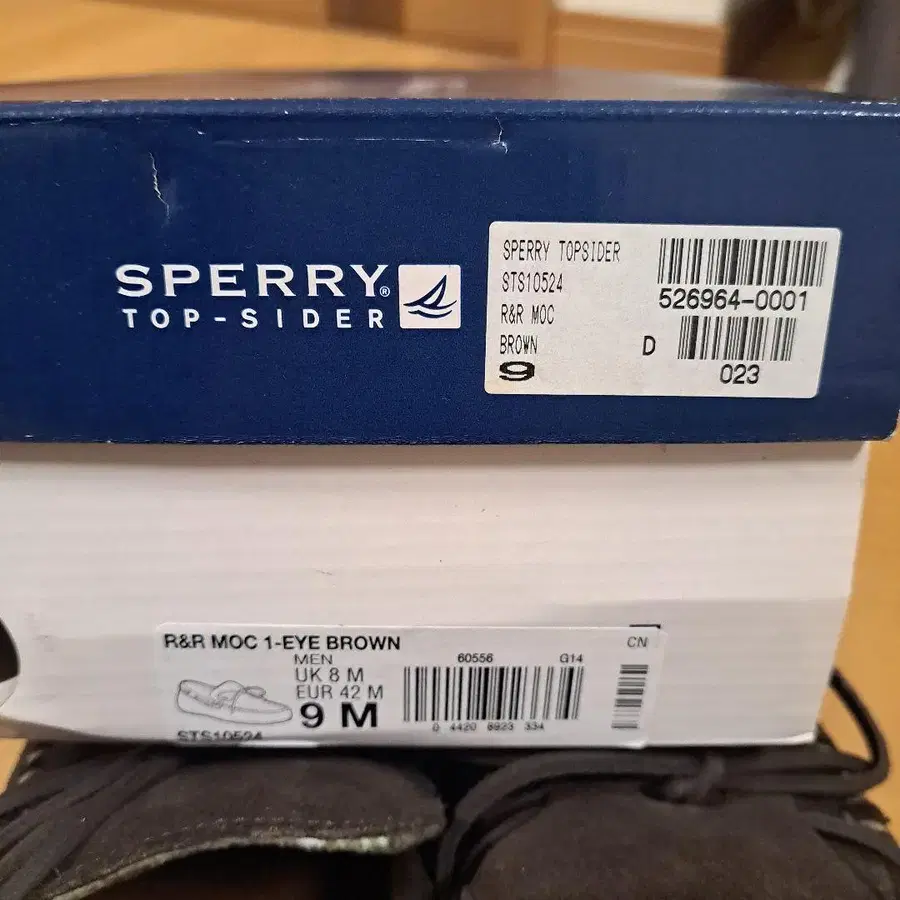 SPERRY®
TOP-SIDER
SPERRY TOPSIDER
STS10524
R&R MOC
BROWN
9
526964-0001
D
023
R&R MOC 1-EYE BROWN
MEN
UK 8 M
EUR 42 M
9 M
STS10524
60556
G14
0 4420 8923 334
CN